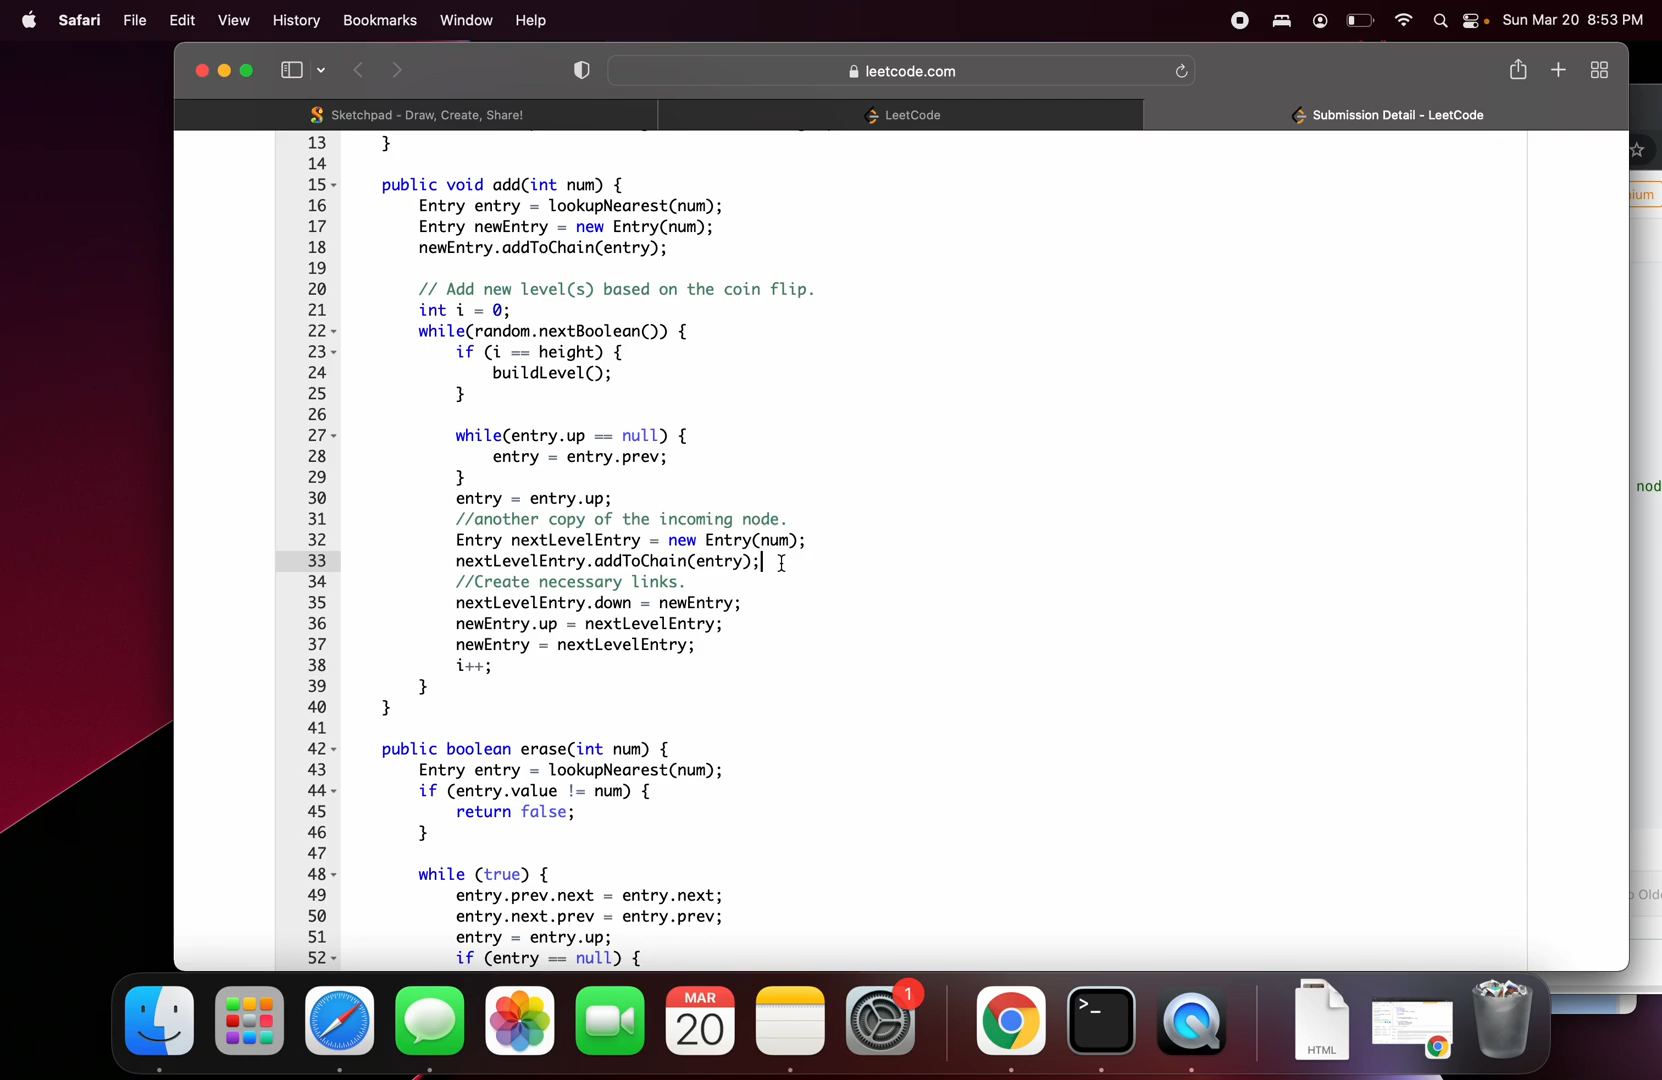 Safari File Edit View History Bookmarks Window Help Sun Mar 20 8:53 PM
leetcode.com
Sketchpad - Draw, Create, Share! LeetCode Submission Detail - LeetCode
13 }
14
15 public void add(int num) {
16 Entry entry = lookupNearest(num);
17 Entry newEntry = new Entry(num);
18 newEntry.addToChain(entry);
19
20 // Add new level(s) based on the coin flip.
21 int i = 0;
22 while(random.nextBoolean()) {
23 if (i == height) {
24 buildLevel();
25 }
26
27 while(entry.up == null) {
28 entry = entry.prev;
29 }
30 entry = entry.up;
31 //another copy of the incoming node.
32 Entry nextLevelEntry = new Entry(num);
33 nextLevelEntry.addToChain(entry);
34 //Create necessary links.
35 nextLevelEntry.down = newEntry;
36 newEntry.up = nextLevelEntry;
37 newEntry = nextLevelEntry;
38 i++;
39 }
40 }
41
42 public boolean erase(int num) {
43 Entry entry = lookupNearest(num);
44 if (entry.value != num) {
45 return false;
46 }
47
48 while (true) {
49 entry.prev.next = entry.next;
50 entry.next.prev = entry.prev;
51 entry = entry.up;
52 if (entry == null) {
ium
nod
Old
MAR
20
1
>_
HTML